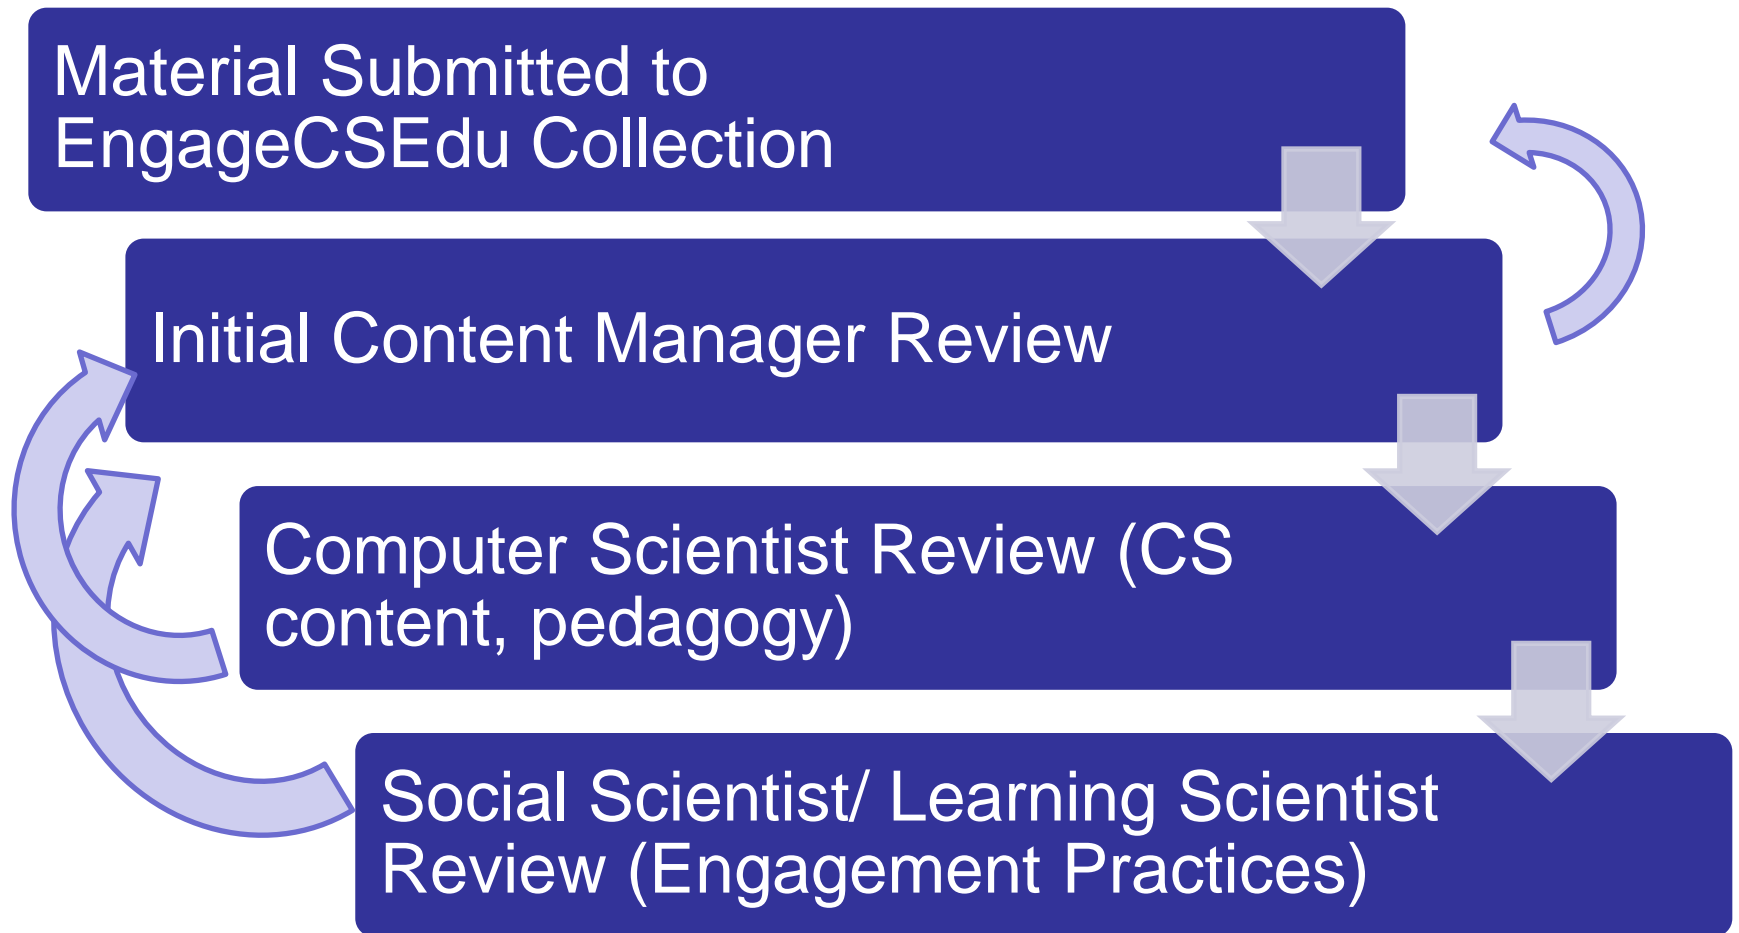 Material Submitted to
EngageCSEdu Collection
Initial Content Manager Review
Computer Scientist Review (CS
content, pedagogy)
Social Scientist/ Learning Scientist
Review (Engagement Practices)